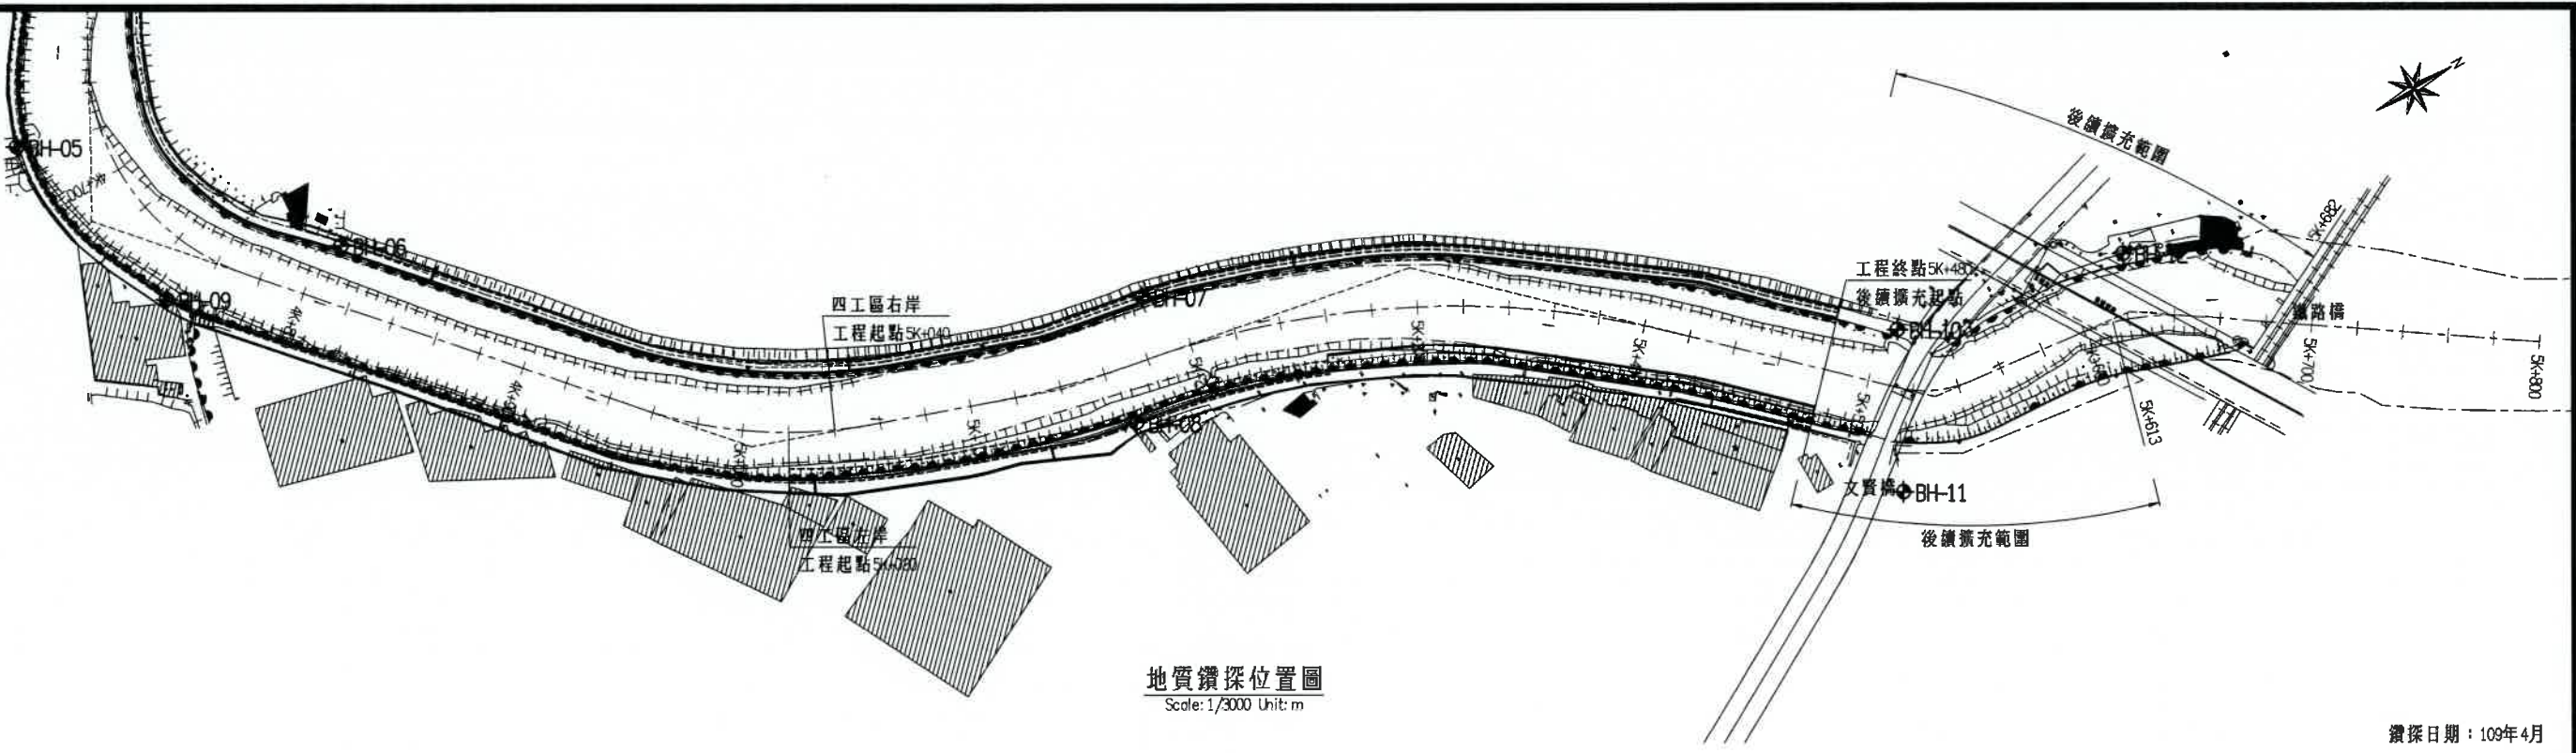 N
後續擴充範圍
BH-05
4K+700
BH-06
5K+682
BH-09
四工區右岸
工程起點5K+040
BH-07
工程終點5K+480
後續擴充起點
BH-12
鐵路橋
BH-10
5K+700
5K+800
BH-08
5K+613
文賢橋
BH-11
後續擴充範圍
四工區左岸
工程起點5K+080
地質鑽探位置圖
Scale: 1/3000 Unit: m
鑽探日期：109年4月